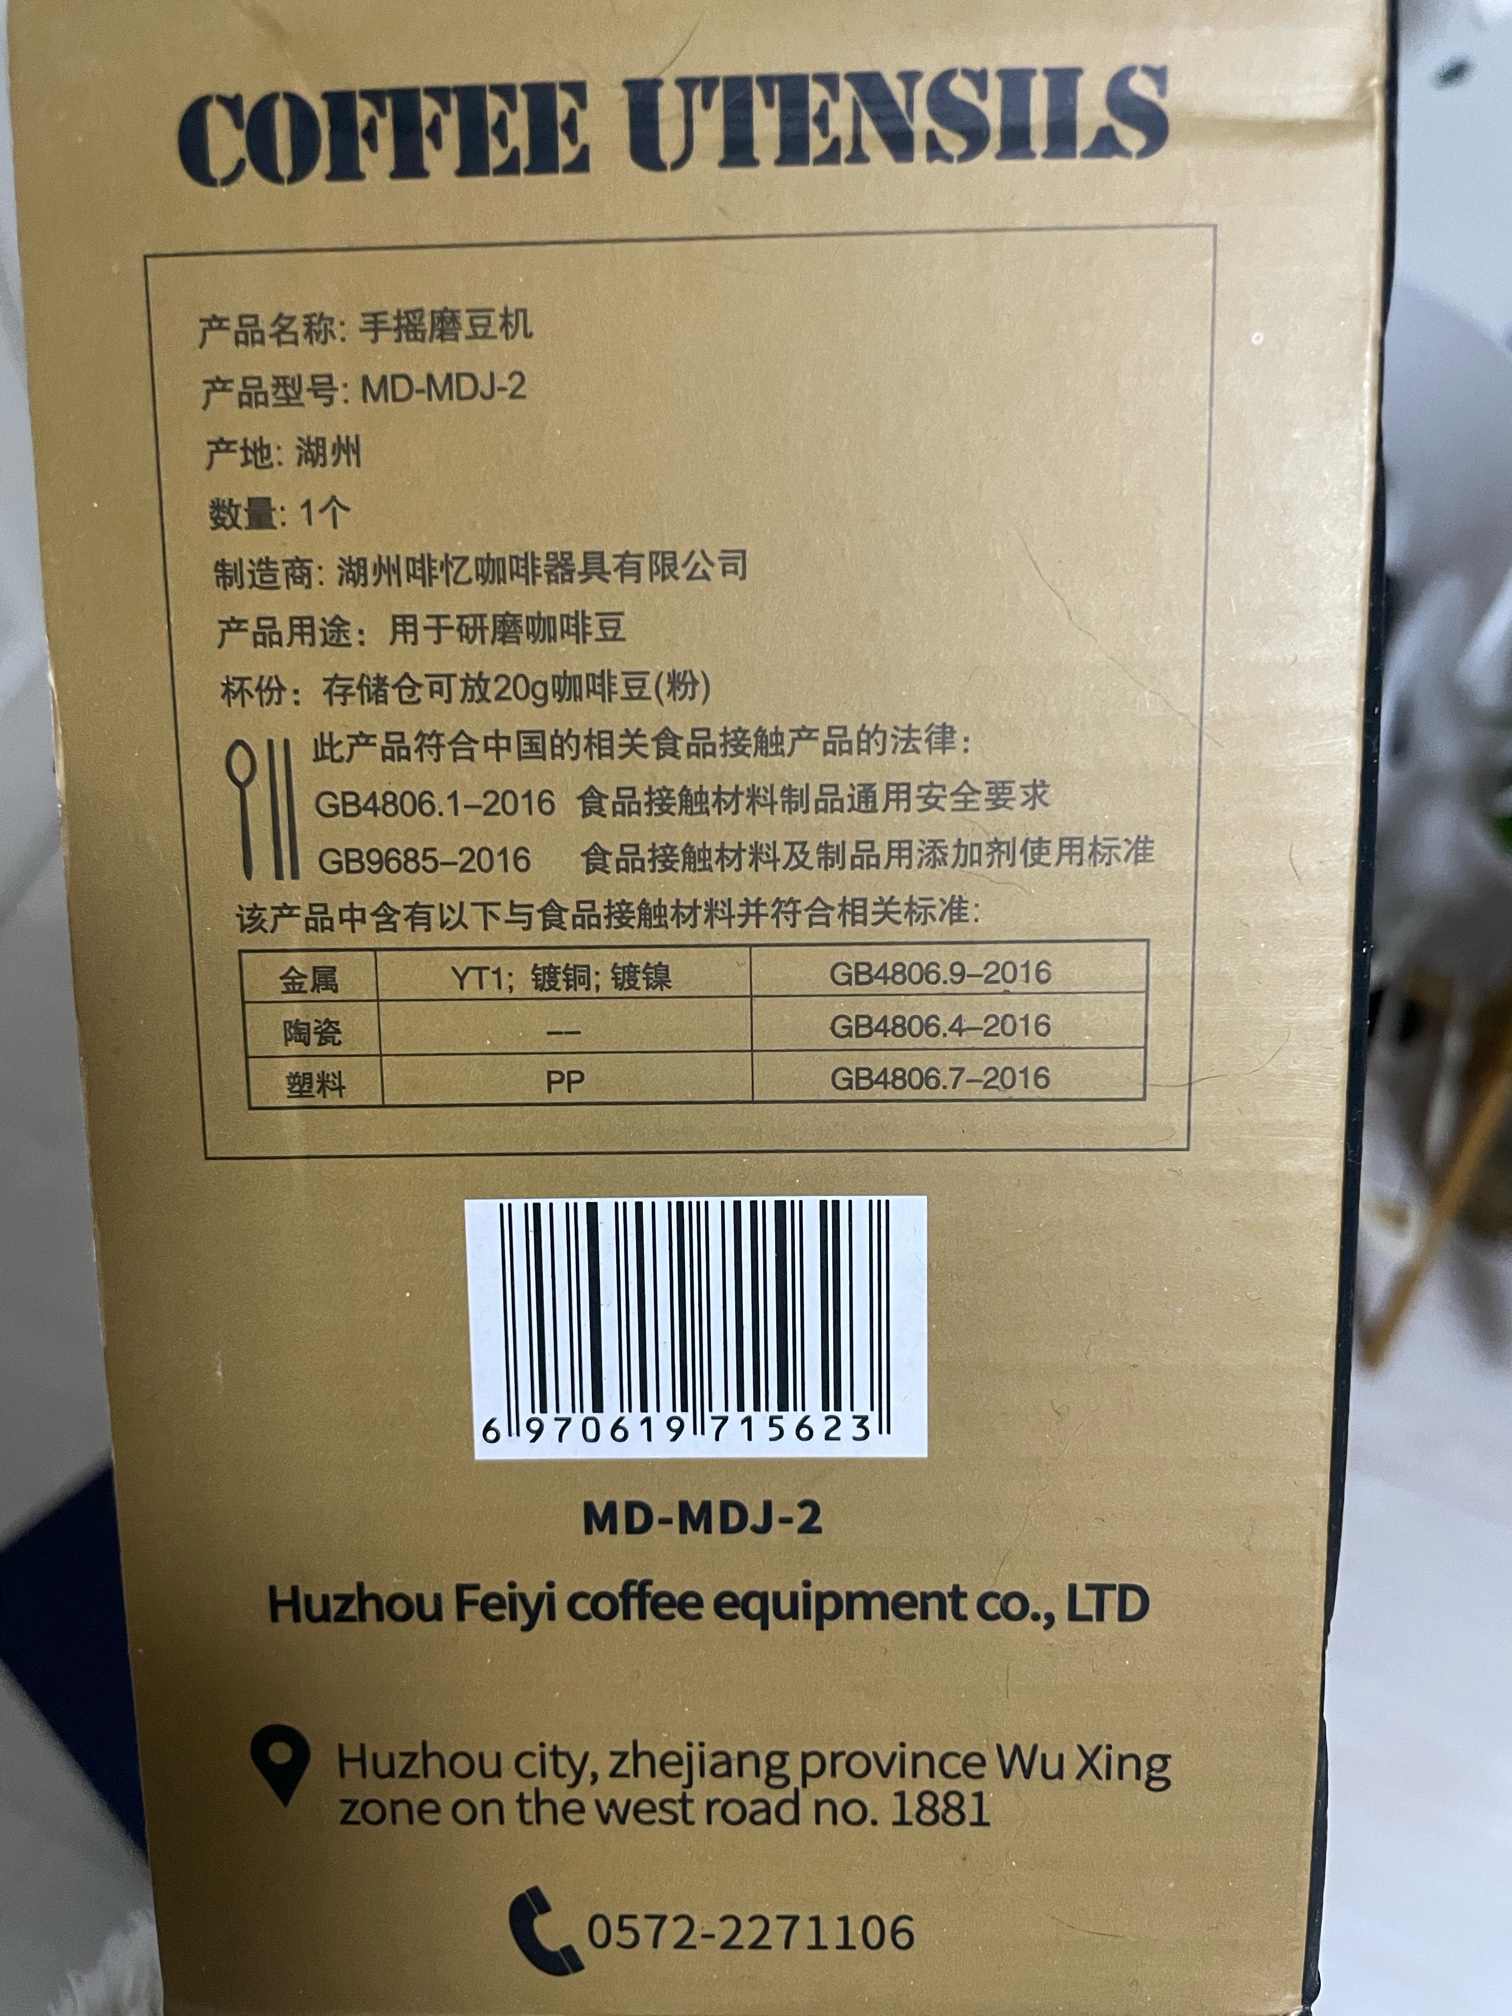 COFFEE UTENSILS
产品名称: 手摇磨豆机
产品型号: MD-MDJ-2
产地: 湖州
数量: 1个
制造商: 湖州啡忆咖啡器具有限公司
产品用途：用于研磨咖啡豆
杯份：存储仓可放20g咖啡豆(粉)
此产品符合中国的相关食品接触产品的法律：
GB4806.1–2016 食品接触材料制品通用安全要求
GB9685–2016 食品接触材料及制品用添加剂使用标准
该产品中含有以下与食品接触材料并符合相关标准:
金属 YT1; 镀铜; 镀镍 GB4806.9–2016
陶瓷 –– GB4806.4–2016
塑料 PP GB4806.7–2016
6 970619 715623
MD-MDJ-2
Huzhou Feiyi coffee equipment co., LTD
Huzhou city, zhejiang province Wu Xing
zone on the west road no. 1881
0572-2271106